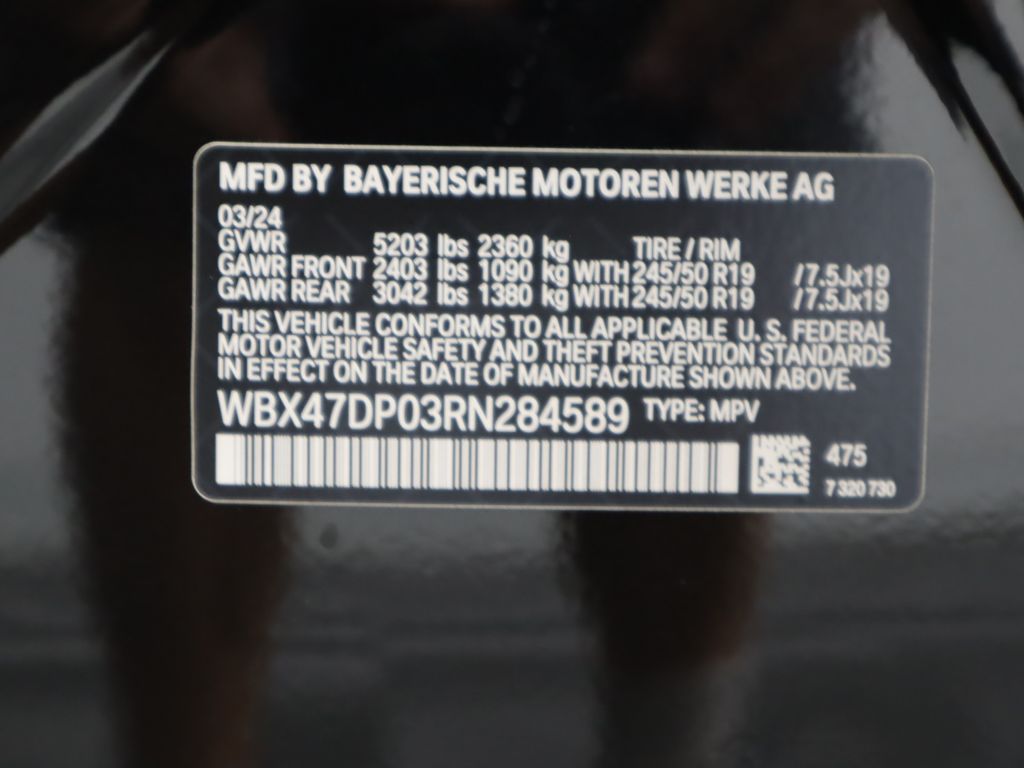 MFD BY BAYERISCHE MOTOREN WERKE AG
03/24
GVWR 5203 lbs 2360 kg TIRE / RIM
GAWR FRONT 2403 lbs 1090 kg WITH 245/50 R19 /7.5Jx19
GAWR REAR 3042 lbs 1380 kg WITH 245/50 R19 /7.5Jx19
THIS VEHICLE CONFORMS TO ALL APPLICABLE U. S. FEDERAL
MOTOR VEHICLE SAFETY AND THEFT PREVENTION STANDARDS
IN EFFECT ON THE DATE OF MANUFACTURE SHOWN ABOVE.
WBX47DP03RN284589 TYPE: MPV
475
7 320 730